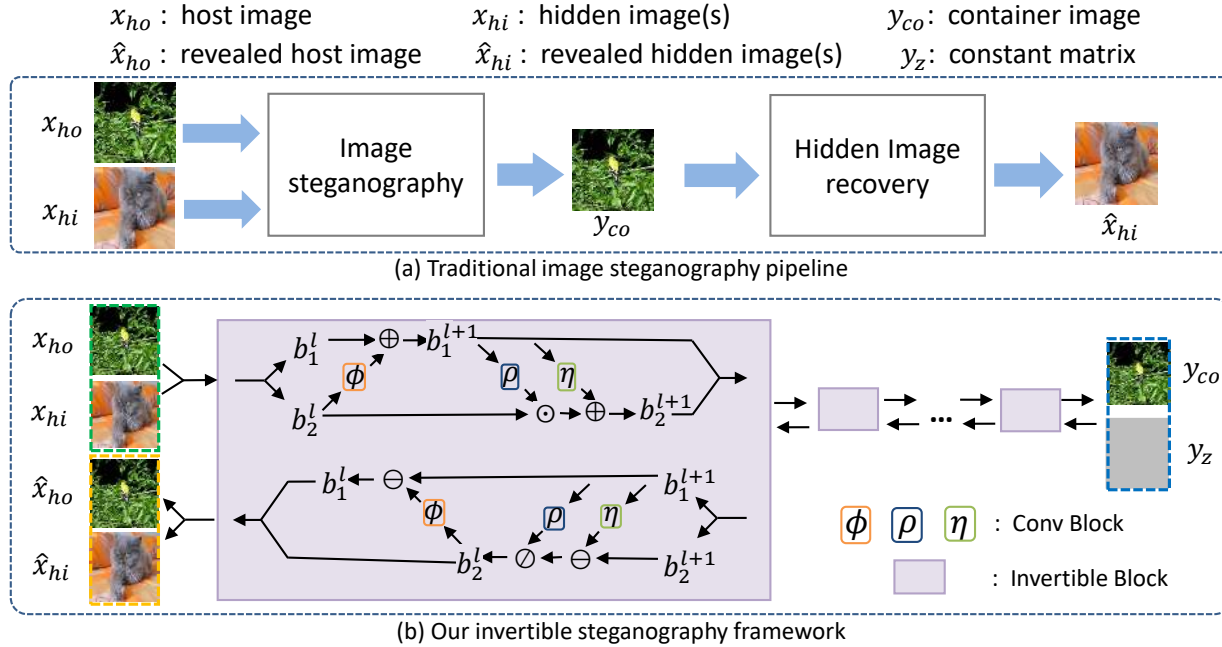 x_ho : host image x_hi : hidden image(s) y_co : container image
x̂_ho : revealed host image x̂_hi : revealed hidden image(s) y_z : constant matrix
x_ho
x_hi
Image
steganography
y_co
Hidden Image
recovery
x̂_hi
(a) Traditional image steganography pipeline
x_ho
x_hi
x̂_ho
x̂_hi
b_1^l ⊕ b_1^{l+1}
ϕ ρ η
b_2^l ⊙ ⊕ b_2^{l+1}
b_1^l ⊖ b_1^{l+1}
ϕ ρ η
b_2^l ⊘ ⊖ b_2^{l+1}
...
y_co
y_z
ϕ ρ η : Conv Block
: Invertible Block
(b) Our invertible steganography framework